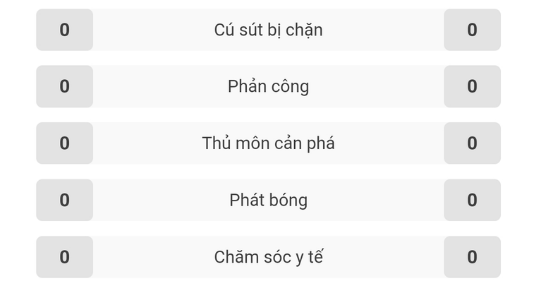 0 Cú sút bị chặn 0
0 Phản công 0
0 Thủ môn cản phá 0
0 Phát bóng 0
0 Chăm sóc y tế 0